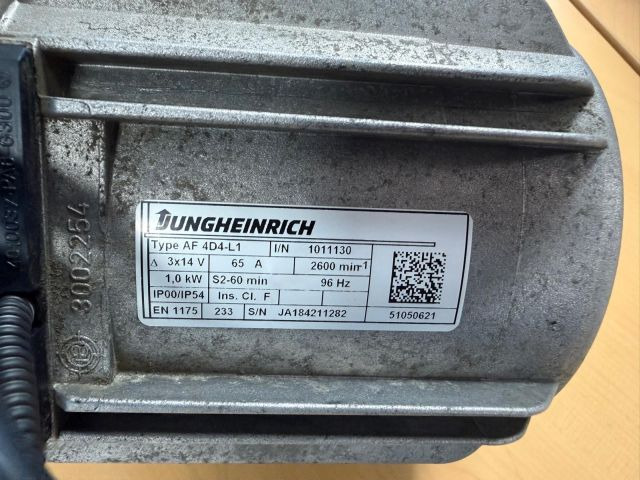 JUNGHEINRICH
Type AF 4D4-L1 I/N 1011130
Δ 3x14 V 65 A 2600 min-1
1,0 kW S2-60 min 96 Hz
IP00/IP54 Ins. Cl. F
EN 1175 233 S/N JA184211282 51050621
3002254